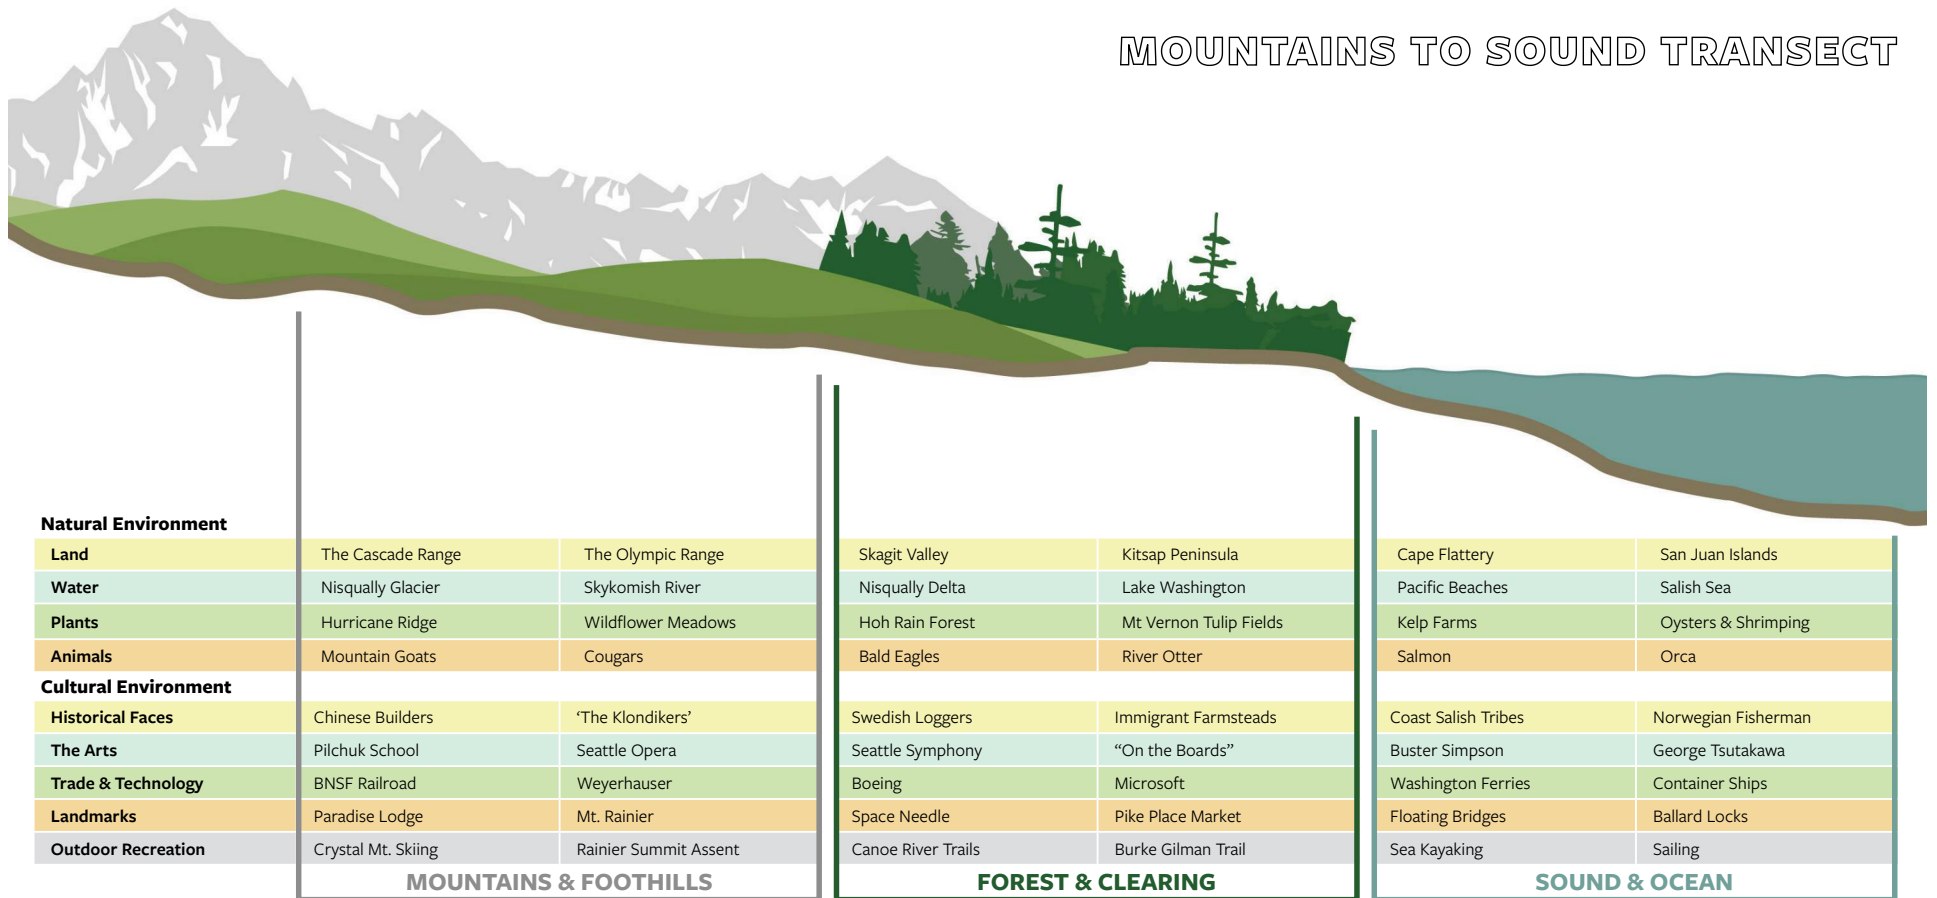 MOUNTAINS TO SOUND TRANSECT
Natural Environment
Land The Cascade Range The Olympic Range Skagit Valley Kitsap Peninsula Cape Flattery San Juan Islands
Water Nisqually Glacier Skykomish River Nisqually Delta Lake Washington Pacific Beaches Salish Sea
Plants Hurricane Ridge Wildflower Meadows Hoh Rain Forest Mt Vernon Tulip Fields Kelp Farms Oysters & Shrimping
Animals Mountain Goats Cougars Bald Eagles River Otter Salmon Orca
Cultural Environment
Historical Faces Chinese Builders ‘The Klondikers’ Swedish Loggers Immigrant Farmsteads Coast Salish Tribes Norwegian Fisherman
The Arts Pilchuk School Seattle Opera Seattle Symphony “On the Boards” Buster Simpson George Tsutakawa
Trade & Technology BNSF Railroad Weyerhauser Boeing Microsoft Washington Ferries Container Ships
Landmarks Paradise Lodge Mt. Rainier Space Needle Pike Place Market Floating Bridges Ballard Locks
Outdoor Recreation Crystal Mt. Skiing Rainier Summit Assent Canoe River Trails Burke Gilman Trail Sea Kayaking Sailing
MOUNTAINS & FOOTHILLS FOREST & CLEARING SOUND & OCEAN